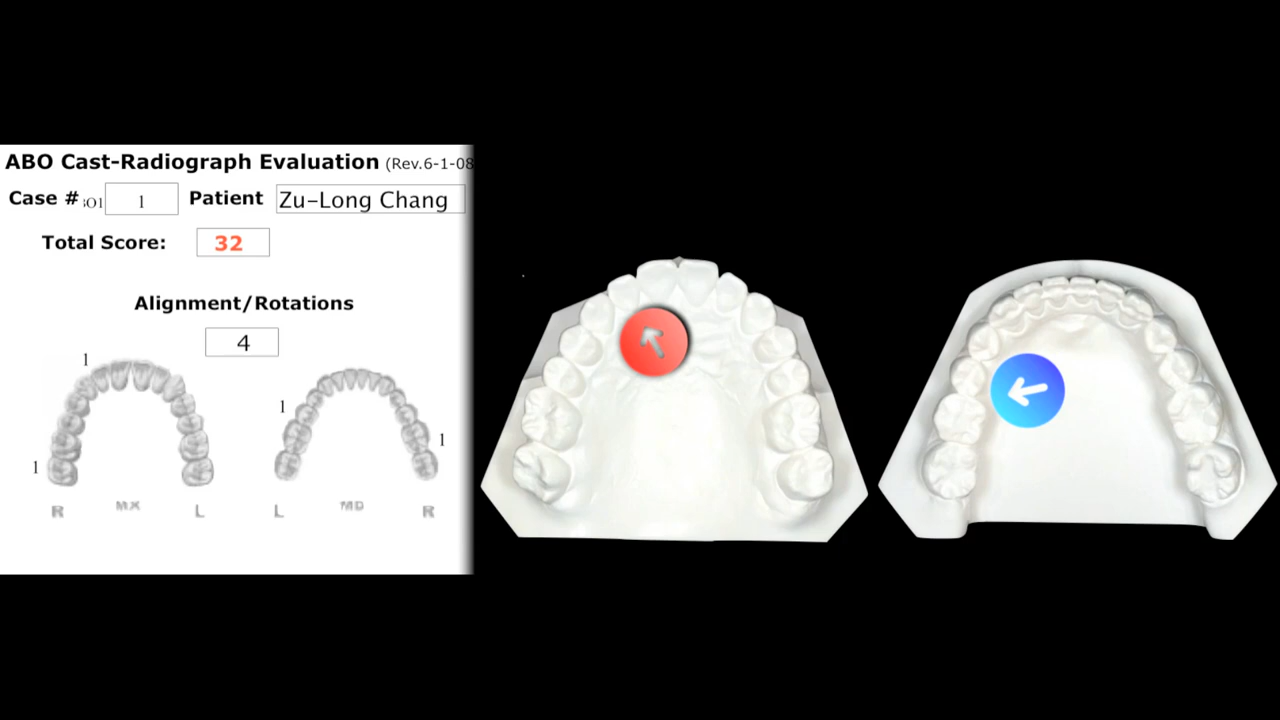 ABO Cast-Radiograph Evaluation (Rev.6-1-08
Case # 1 Patient Zu-Long Chang
Total Score: 32
Alignment/Rotations
4
1
1
1
1
R MX L L MD R